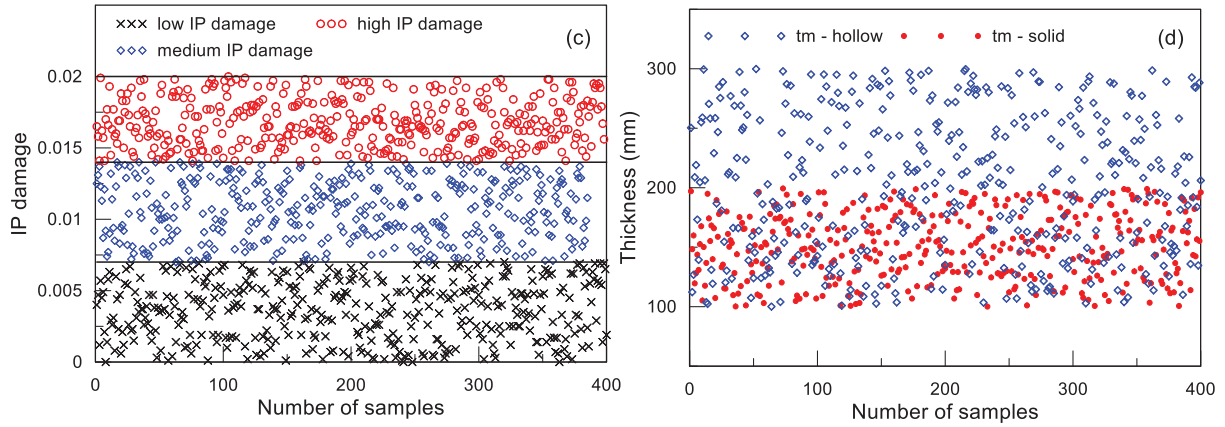 low IP damage
high IP damage
(c)
medium IP damage
0.02
0.015
0.01
0.005
0
IP damage
0
100
200
300
400
Number of samples
tm - hollow
tm - solid
(d)
300
200
100
Thickness (mm)
0
100
200
300
400
Number of samples